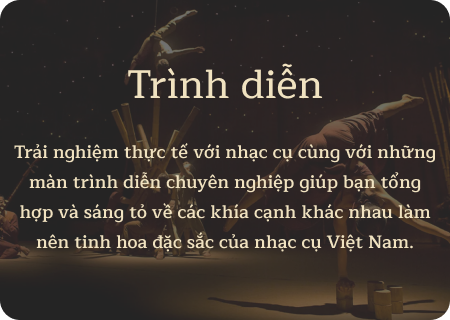 Trình diễn
Trải nghiệm thực tế với nhạc cụ cùng với những
màn trình diễn chuyên nghiệp giúp bạn tổng
hợp và sáng tỏ về các khía cạnh khác nhau làm
nên tinh hoa đặc sắc của nhạc cụ Việt Nam.